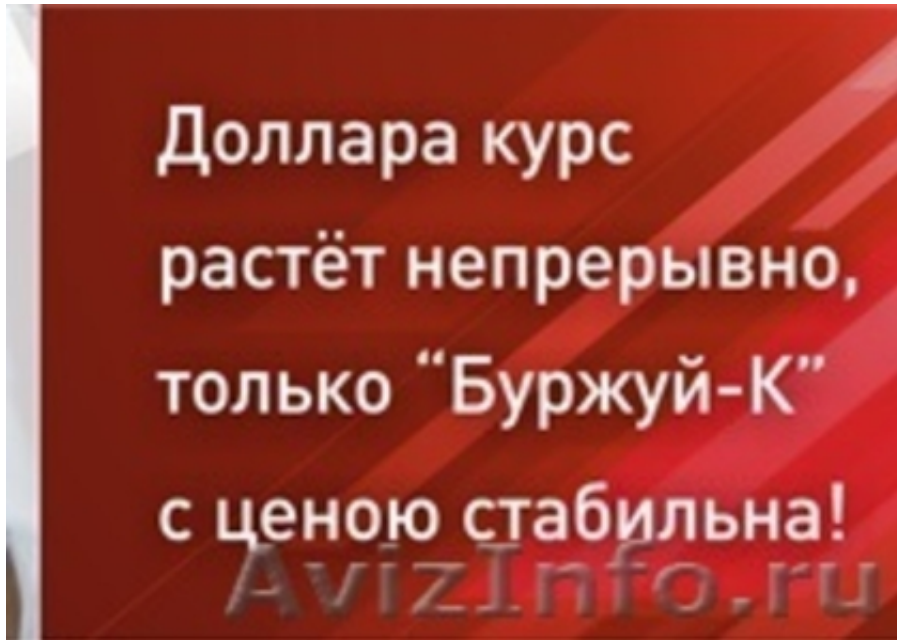 Доллара курс
растёт непрерывно,
только “Буржуй-К”
с ценою стабильна!
AvizInfo.ru